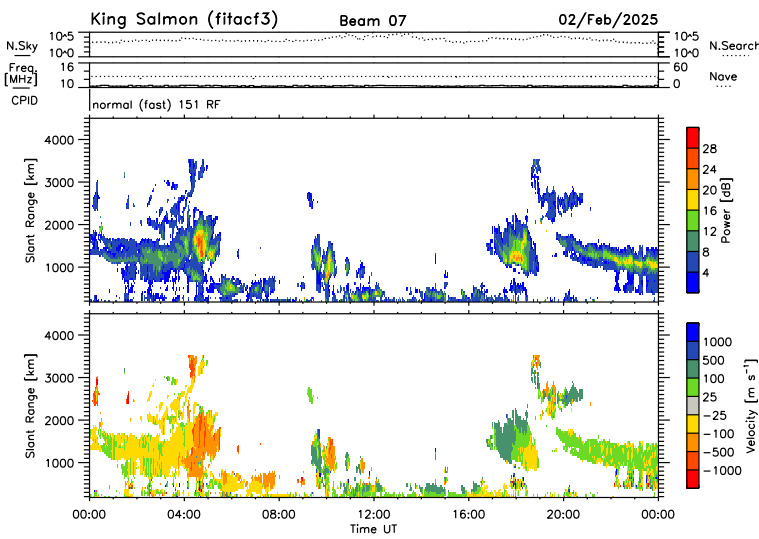 King Salmon (fitacf3) Beam 07 02/Feb/2025
N.Sky 10^5 10^5 N.Search
10^0 10^0
Freq. 16 60
[MHz] 10 0 Nave
CPID normal (fast) 151 RF
Slant Range [km]
4000
3000
2000
1000
Power [dB]
28
24
20
16
12
8
4
Slant Range [km]
4000
3000
2000
1000
Velocity [m s⁻¹]
1000
500
100
25
−25
−100
−500
−1000
00:00 04:00 08:00 12:00 16:00 20:00 00:00
Time UT